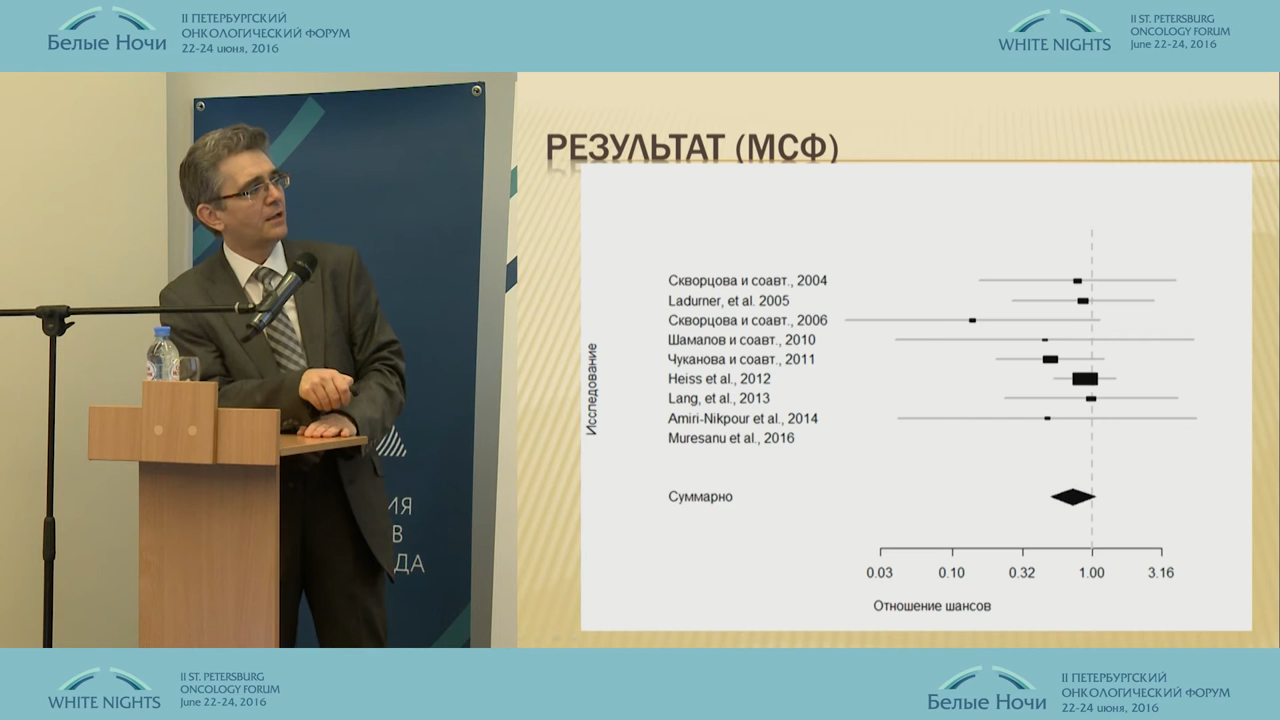 II ПЕТЕРБУРГСКИЙ
ОНКОЛОГИЧЕСКИЙ ФОРУМ
22-24 июня, 2016
Белые Ночи
II ST. PETERSBURG
ONCOLOGY FORUM
June 22-24, 2016
WHITE NIGHTS
РЕЗУЛЬТАТ (МСФ)
Исследование
Скворцова и соавт., 2004
Ladurner, et al. 2005
Скворцова и соавт., 2006
Шамалов и соавт., 2010
Чуканова и соавт., 2011
Heiss et al., 2012
Lang, et al., 2013
Amiri-Nikpour et al., 2014
Muresanu et al., 2016
Суммарно
0.03 0.10 0.32 1.00 3.16
Отношение шансов
ИЯ
В
ДА
II ST. PETERSBURG
ONCOLOGY FORUM
June 22-24, 2016
WHITE NIGHTS
II ПЕТЕРБУРГСКИЙ
ОНКОЛОГИЧЕСКИЙ ФОРУМ
22-24 июня, 2016
Белые Ночи